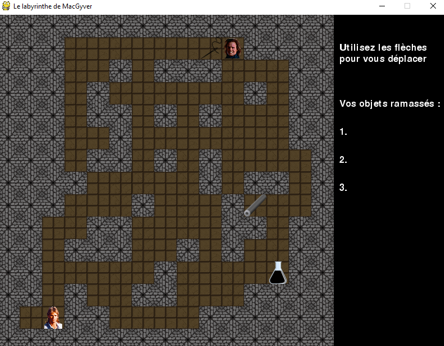 Le labyrinthe de MacGyver
Utilisez les flèches
pour vous déplacer
Vos objets ramassés :
1.
2.
3.